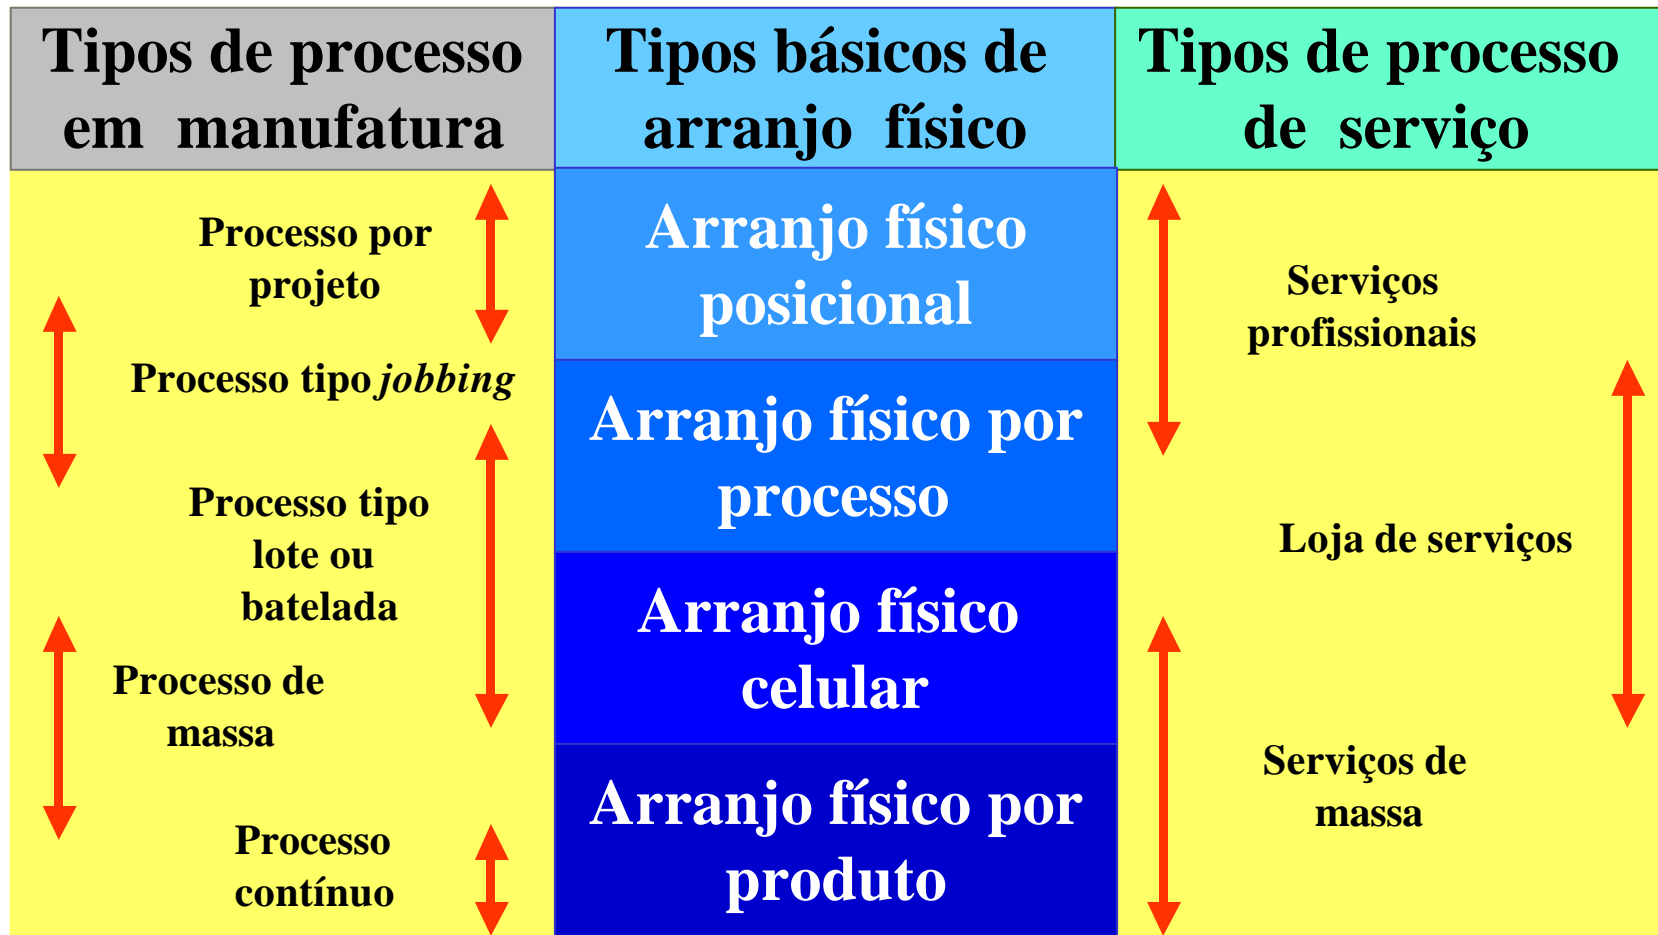 Tipos de processo
em manufatura
Tipos básicos de
arranjo físico
Tipos de processo
de serviço
Processo por
projeto
Processo tipo jobbing
Processo tipo
lote ou
batelada
Processo de
massa
Processo
contínuo
Arranjo físico
posicional
Arranjo físico por
processo
Arranjo físico
celular
Arranjo físico por
produto
Serviços
profissionais
Loja de serviços
Serviços de
massa